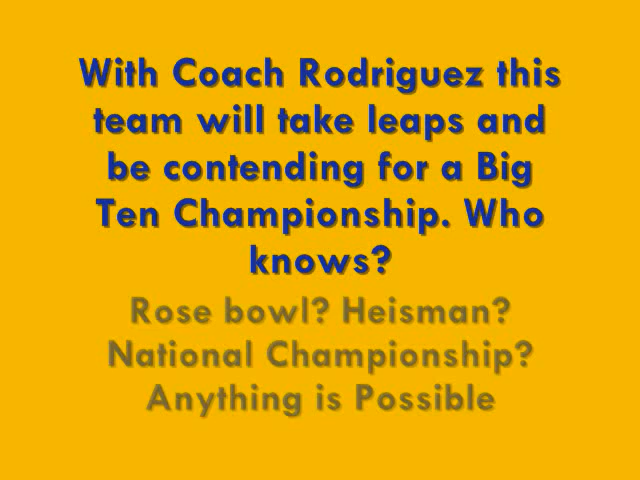 With Coach Rodriguez this
team will take leaps and
be contending for a Big
Ten Championship. Who
knows?
Rose bowl? Heisman?
National Championship?
Anything is Possible